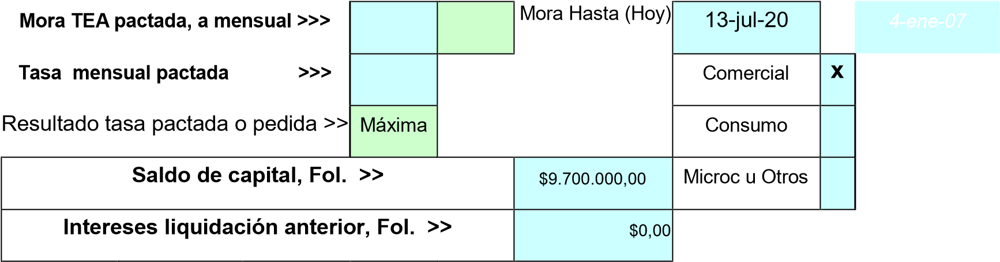 Mora TEA pactada, a mensual >>> Mora Hasta (Hoy) 13-jul-20 4-ene-07
Tasa mensual pactada >>> Comercial x
Resultado tasa pactada o pedida >> Máxima Consumo
Saldo de capital, Fol. >> $9.700.000,00 Microc u Otros
Intereses liquidación anterior, Fol. >> $0,00